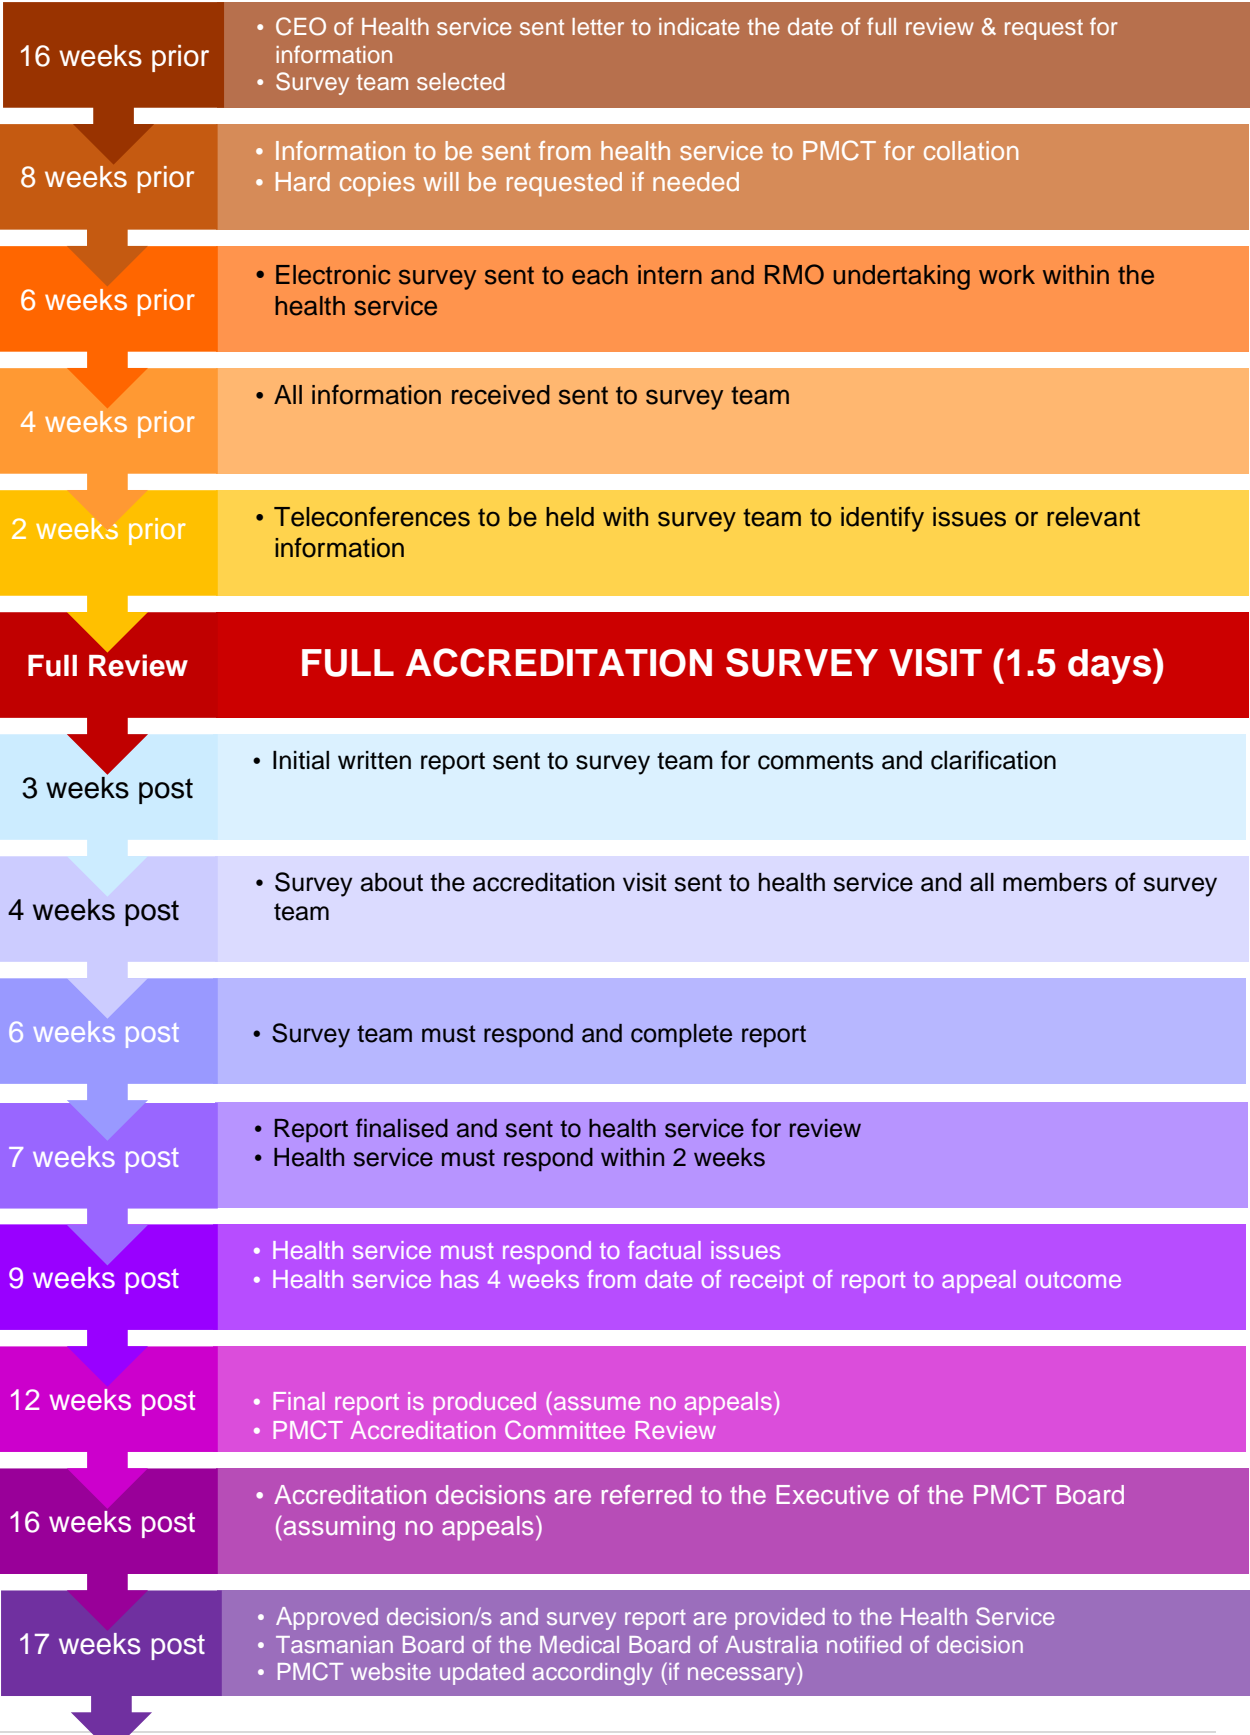 16 weeks prior
• CEO of Health service sent letter to indicate the date of full review & request for
information
• Survey team selected
8 weeks prior
• Information to be sent from health service to PMCT for collation
• Hard copies will be requested if needed
6 weeks prior
• Electronic survey sent to each intern and RMO undertaking work within the
health service
4 weeks prior
• All information received sent to survey team
2 weeks prior
• Teleconferences to be held with survey team to identify issues or relevant
information
Full Review
FULL ACCREDITATION SURVEY VISIT (1.5 days)
3 weeks post
• Initial written report sent to survey team for comments and clarification
4 weeks post
• Survey about the accreditation visit sent to health service and all members of survey
team
6 weeks post
• Survey team must respond and complete report
7 weeks post
• Report finalised and sent to health service for review
• Health service must respond within 2 weeks
9 weeks post
• Health service must respond to factual issues
• Health service has 4 weeks from date of receipt of report to appeal outcome
12 weeks post
• Final report is produced (assume no appeals)
• PMCT Accreditation Committee Review
16 weeks post
• Accreditation decisions are referred to the Executive of the PMCT Board
(assuming no appeals)
17 weeks post
• Approved decision/s and survey report are provided to the Health Service
• Tasmanian Board of the Medical Board of Australia notified of decision
• PMCT website updated accordingly (if necessary)